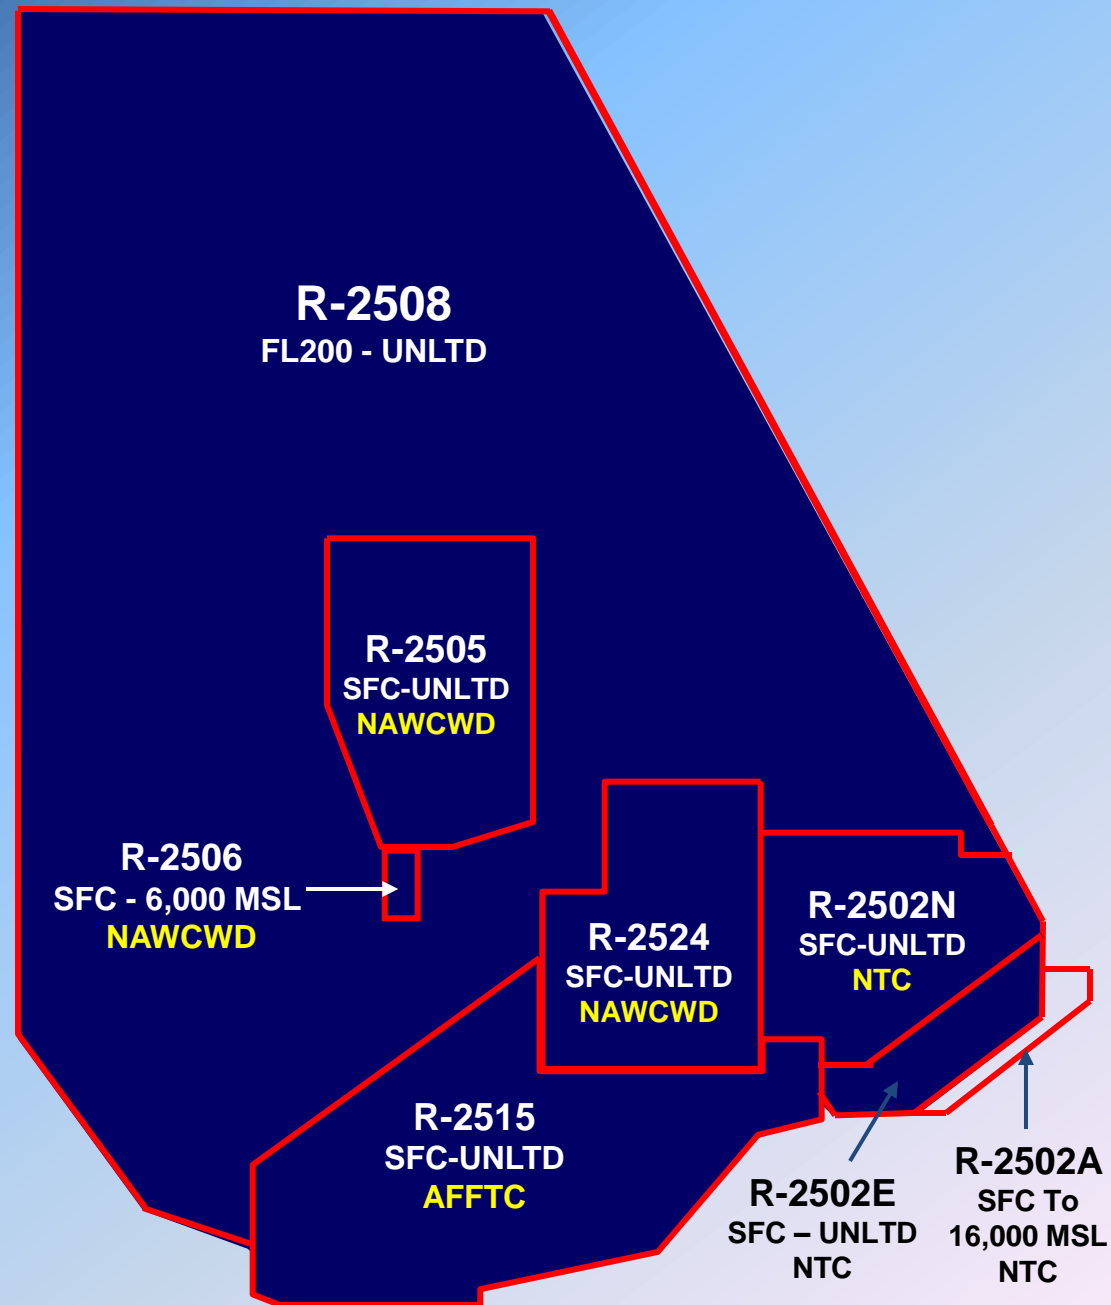 R-2508
FL200 - UNLTD
R-2505
SFC-UNLTD
NAWCWD
R-2506
SFC - 6,000 MSL
NAWCWD
R-2524
SFC-UNLTD
NAWCWD
R-2502N
SFC-UNLTD
NTC
R-2515
SFC-UNLTD
AFFTC
R-2502E
SFC – UNLTD
NTC
R-2502A
SFC To
16,000 MSL
NTC